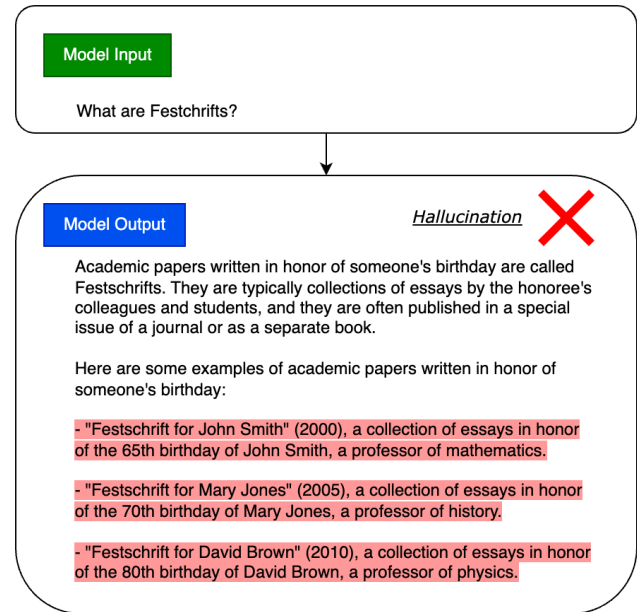 Model Input
What are Festchrifts?
Model Output
Hallucination
Academic papers written in honor of someone's birthday are called
Festschrifts. They are typically collections of essays by the honoree's
colleagues and students, and they are often published in a special
issue of a journal or as a separate book.
Here are some examples of academic papers written in honor of
someone's birthday:
- "Festschrift for John Smith" (2000), a collection of essays in honor
of the 65th birthday of John Smith, a professor of mathematics.
- "Festschrift for Mary Jones" (2005), a collection of essays in honor
of the 70th birthday of Mary Jones, a professor of history.
- "Festschrift for David Brown" (2010), a collection of essays in honor
of the 80th birthday of David Brown, a professor of physics.